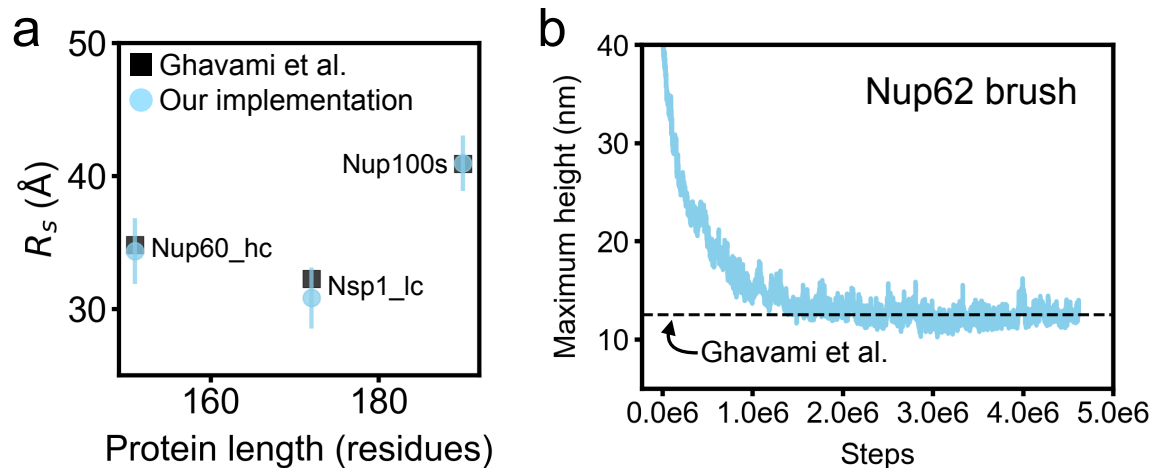 a
50
40
30
R_s (Å)
Ghavami et al.
Our implementation
Nup100s
Nup60_hc
Nsp1_lc
160
180
Protein length (residues)
b
40
30
20
10
Maximum height (nm)
Nup62 brush
Ghavami et al.
0.0e6
1.0e6
2.0e6
3.0e6
4.0e6
5.0e6
Steps